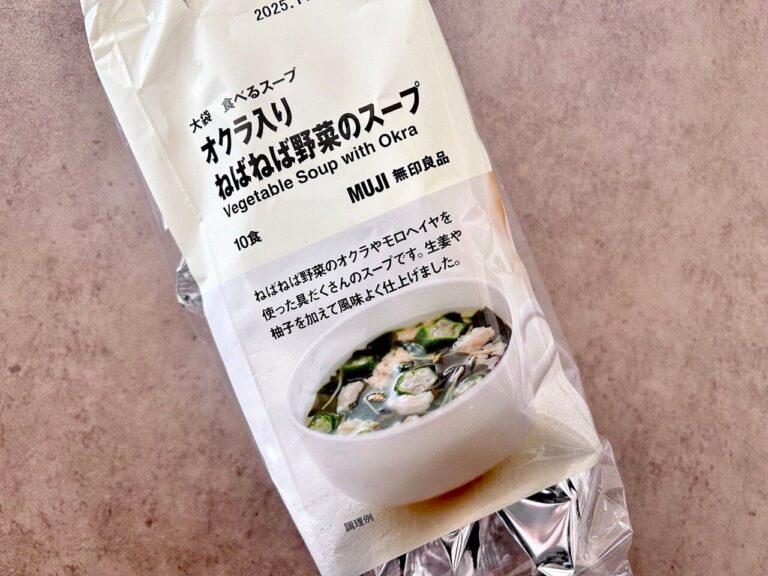 2025.1
大袋 食べるスープ
オクラ入り
ねばねば野菜のスープ
Vegetable Soup with Okra
MUJI 無印良品
10食
ねばねば野菜のオクラやモロヘイヤを
使った具だくさんのスープです。生姜や
柚子を加えて風味よく仕上げました。
調理例